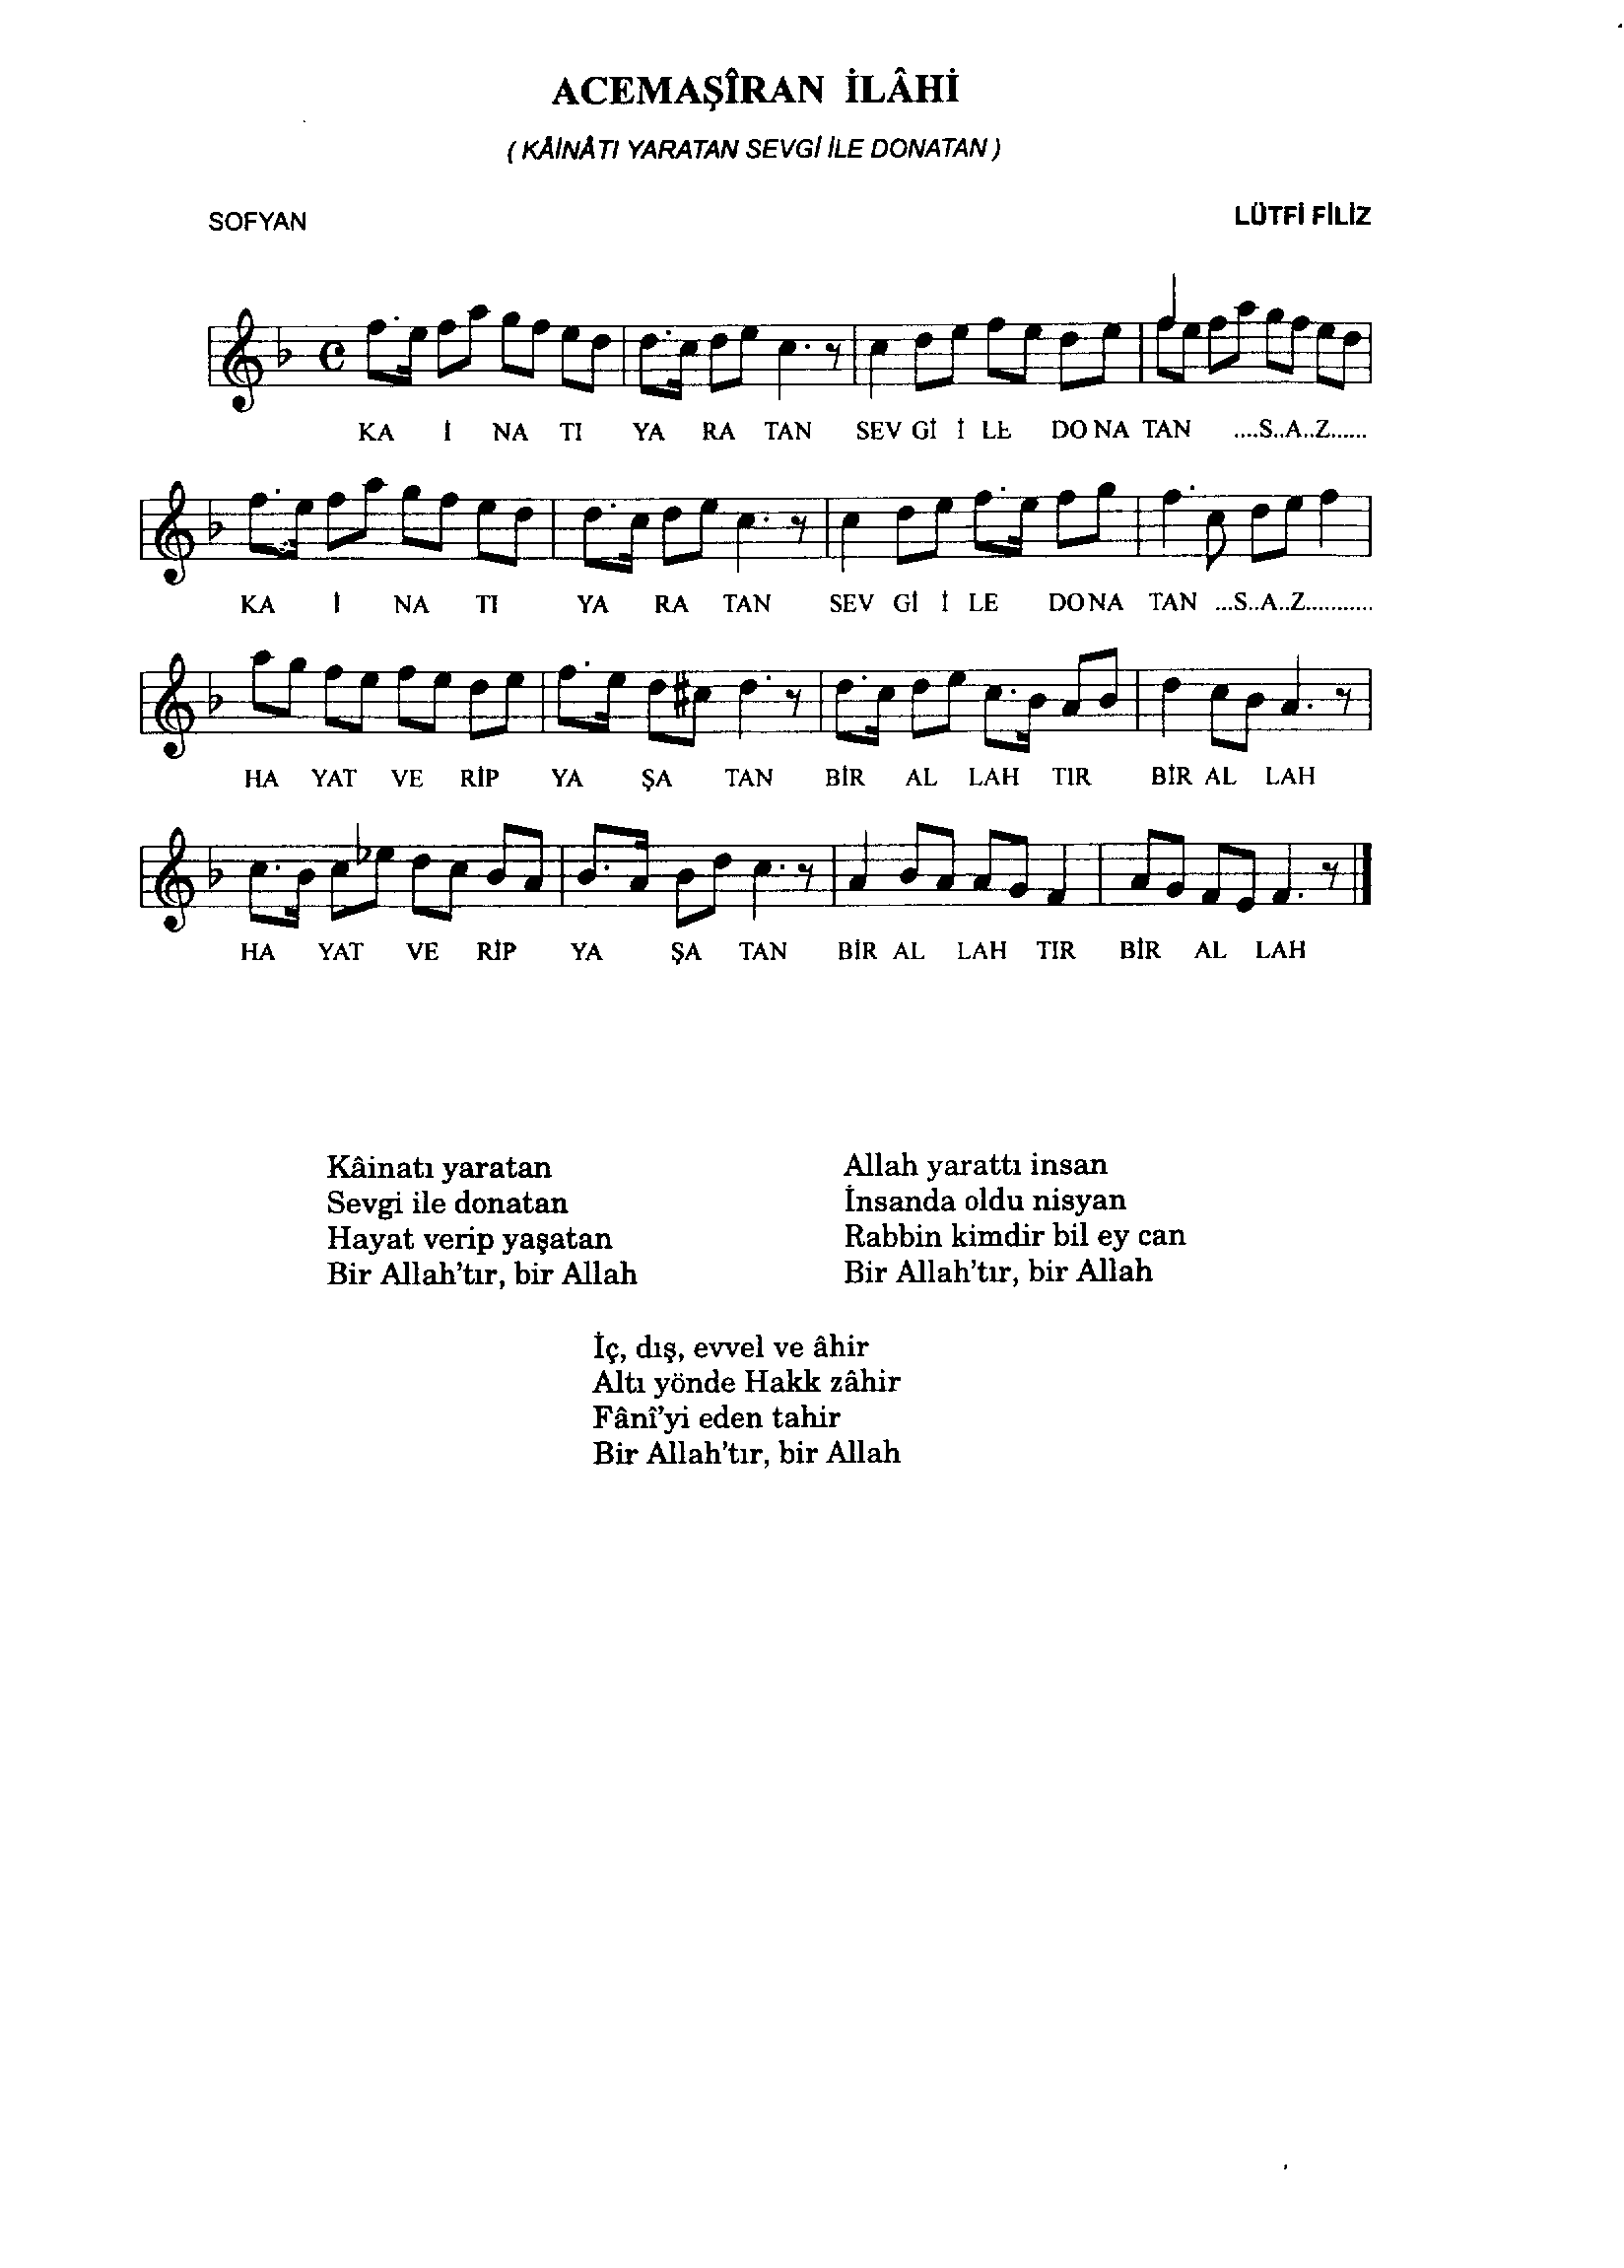 ACEMAŞÎRAN İLÂHİ
( KÂİNÂTI YARATAN SEVGİ İLE DONATAN )
SOFYAN
LÜTFİ FİLİZ
KA İ NA TI YA RA TAN SEV Gİ İ LE DO NA TAN ....S..A..Z......
KA İ NA TI YA RA TAN SEV Gİ İ LE DO NA TAN ...S..A..Z...........
HA YAT VE RİP YA ŞA TAN BİR AL LAH TIR BİR AL LAH
HA YAT VE RİP YA ŞA TAN BİR AL LAH TIR BİR AL LAH
Kâinatı yaratan
Sevgi ile donatan
Hayat verip yaşatan
Bir Allah'tır, bir Allah
Allah yarattı insan
İnsanda oldu nisyan
Rabbin kimdir bil ey can
Bir Allah'tır, bir Allah
İç, dış, evvel ve âhir
Altı yönde Hakk zâhir
Fânî'yi eden tahir
Bir Allah'tır, bir Allah